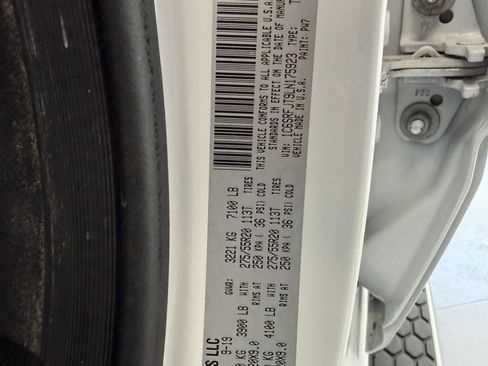 S LLC
9-19
GVWR: 3221 KG 7100 LB
KG 3900 LB WITH 275/55R20 113T TIRES
20X9.0 RIMS AT 250 KPA ( 36 PSI) COLD
KG 4100 LB WITH 275/55R20 113T TIRES
20X9.0 RIMS AT 250 KPA ( 36 PSI) COLD
THIS VEHICLE CONFORMS TO ALL APPLICABLE U.S.A.
IN EFFECT ON THE DATE OF MANUF
VIN: 1C6SRFJT9LN175923 TYPE: T
MADE IN U.S.A. PAINT: PW7